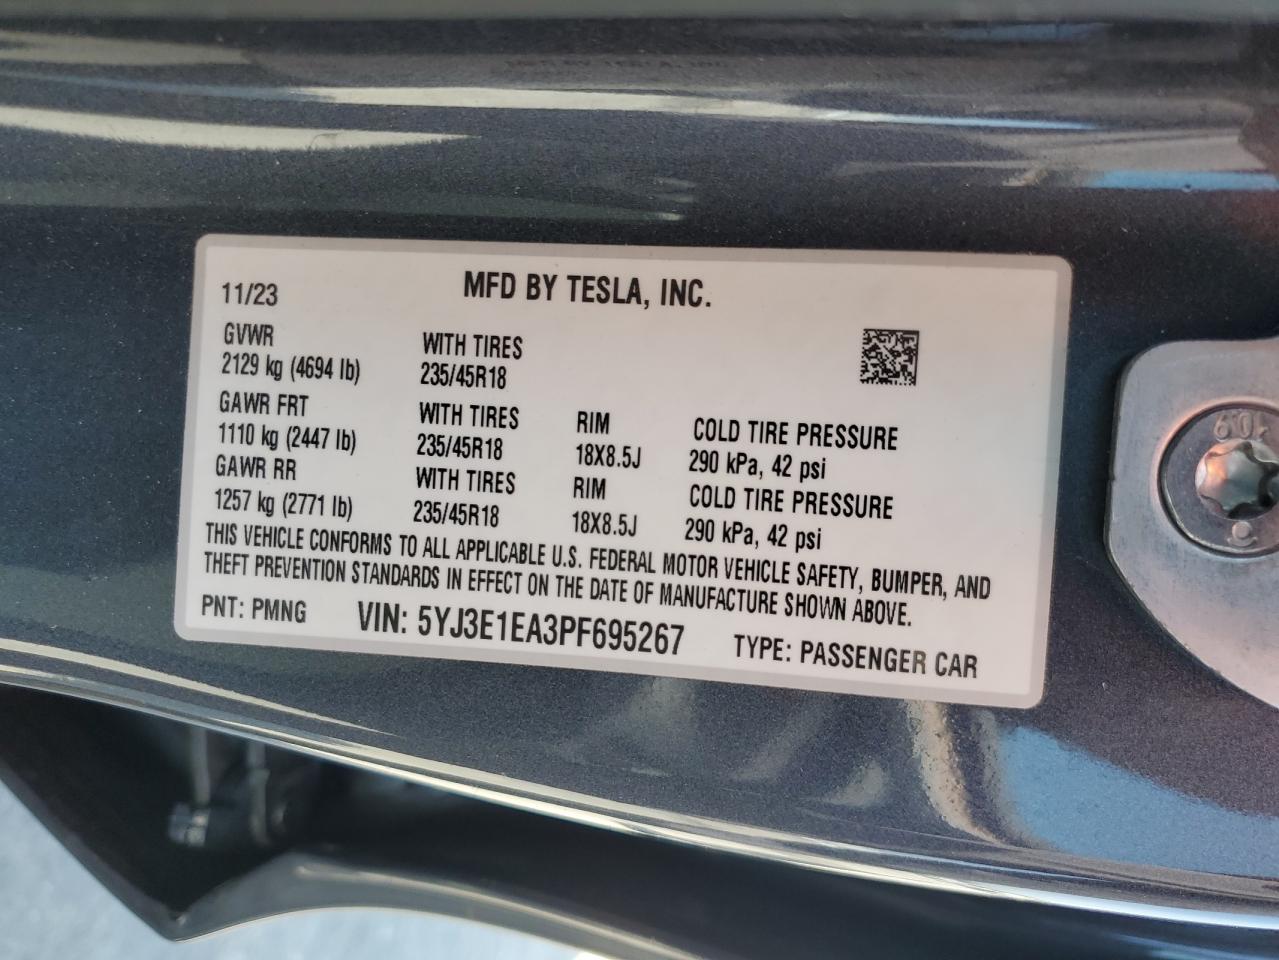 MFD BY TESLA, INC.
11/23
GVWR
2129 kg (4694 lb)
WITH TIRES
235/45R18
GAWR FRT
1110 kg (2447 lb)
WITH TIRES
235/45R18
RIM
18X8.5J
COLD TIRE PRESSURE
290 kPa, 42 psi
GAWR RR
1257 kg (2771 lb)
WITH TIRES
235/45R18
RIM
18X8.5J
COLD TIRE PRESSURE
290 kPa, 42 psi
THIS VEHICLE CONFORMS TO ALL APPLICABLE U.S. FEDERAL MOTOR VEHICLE SAFETY, BUMPER, AND
THEFT PREVENTION STANDARDS IN EFFECT ON THE DATE OF MANUFACTURE SHOWN ABOVE.
PNT: PMNG
VIN: 5YJ3E1EA3PF695267
TYPE: PASSENGER CAR
10.9
C